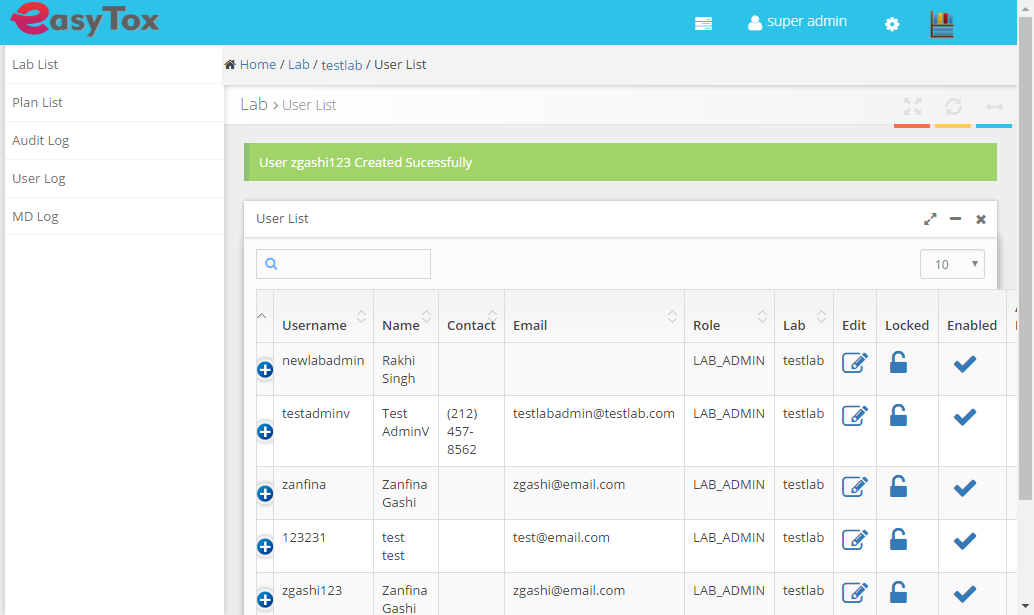 easyTox
super admin
Lab List
Plan List
Audit Log
User Log
MD Log
Home / Lab / testlab / User List
Lab > User List
User zgashi123 Created Sucessfully
User List
10
Username Name Contact Email Role Lab Edit Locked Enabled
newlabadmin Rakhi LAB_ADMIN testlab
Singh
testadminv Test (212) testlabadmin@testlab.com LAB_ADMIN testlab
AdminV 457-
8562
zanfina Zanfina zgashi@email.com LAB_ADMIN testlab
Gashi
123231 test test@email.com LAB_ADMIN testlab
test
zgashi123 Zanfina zgashi@email.com LAB_ADMIN testlab
Gashi